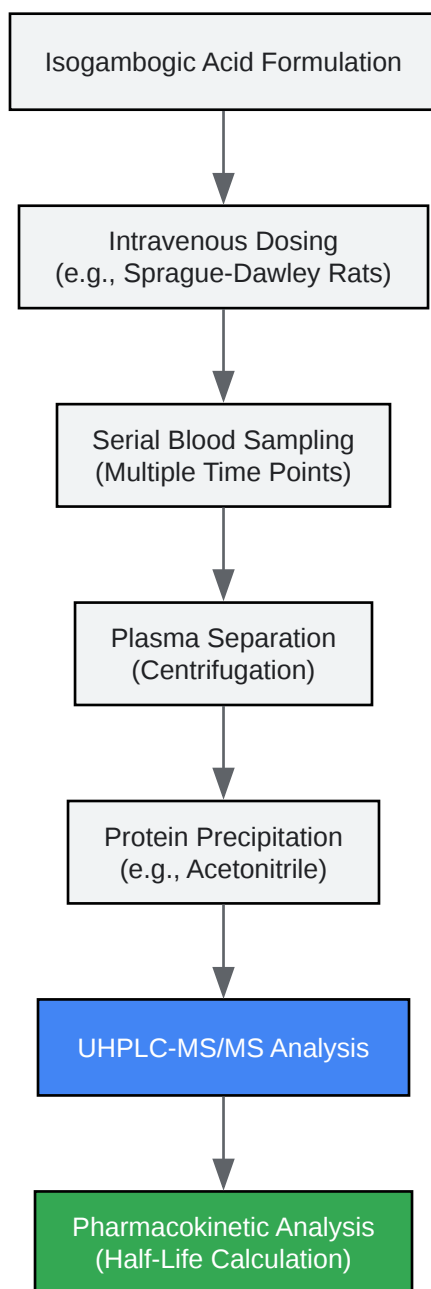 Isogambogic Acid Formulation
Intravenous Dosing
(e.g., Sprague-Dawley Rats)
Serial Blood Sampling
(Multiple Time Points)
Plasma Separation
(Centrifugation)
Protein Precipitation
(e.g., Acetonitrile)
UHPLC-MS/MS Analysis
Pharmacokinetic Analysis
(Half-Life Calculation)